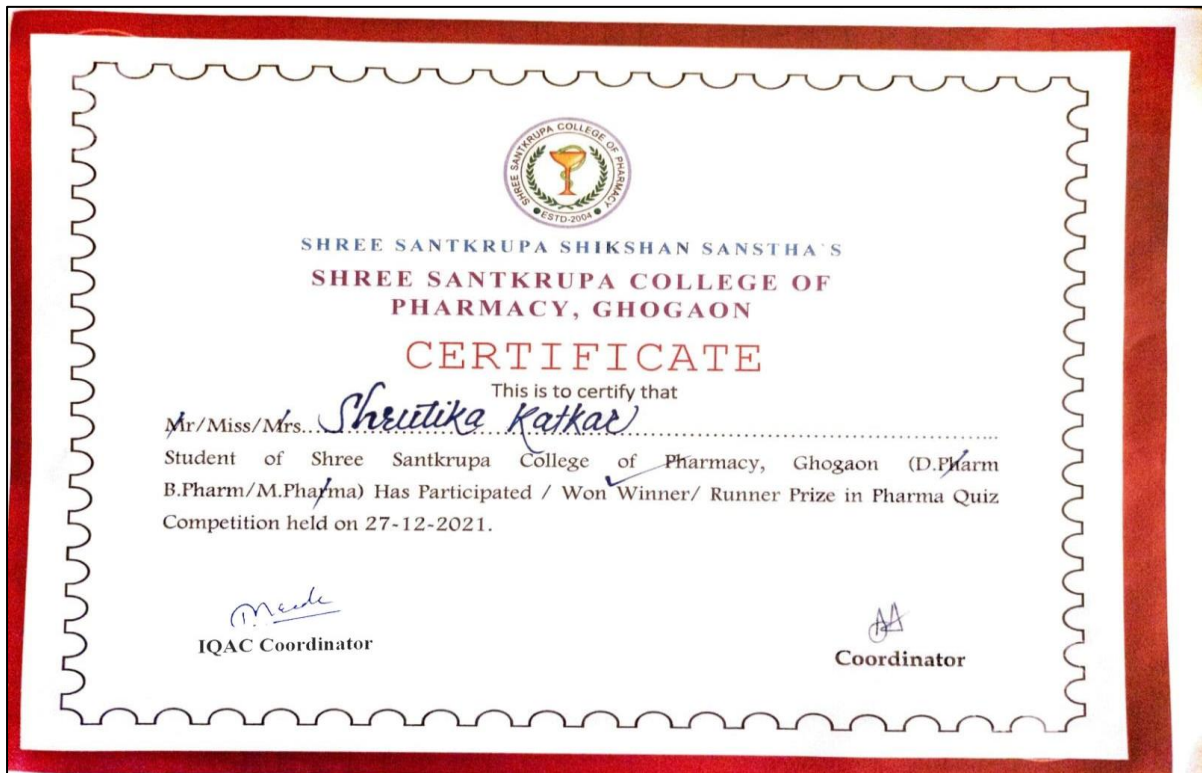 SHREE SANTKRUPA COLLEGE OF PHARMACY
ESTD-2004
SHREE SANTKRUPA SHIKSHAN SANSTHA`S
SHREE SANTKRUPA COLLEGE OF
PHARMACY, GHOGAON
CERTIFICATE
This is to certify that
Mr/Miss/Mrs.. Shrutika Katkar
Student of Shree Santkrupa College of Pharmacy, Ghogaon (D.Pharm
B.Pharm/M.Pharma) Has Participated / Won Winner/ Runner Prize in Pharma Quiz
Competition held on 27-12-2021.
IQAC Coordinator
Coordinator